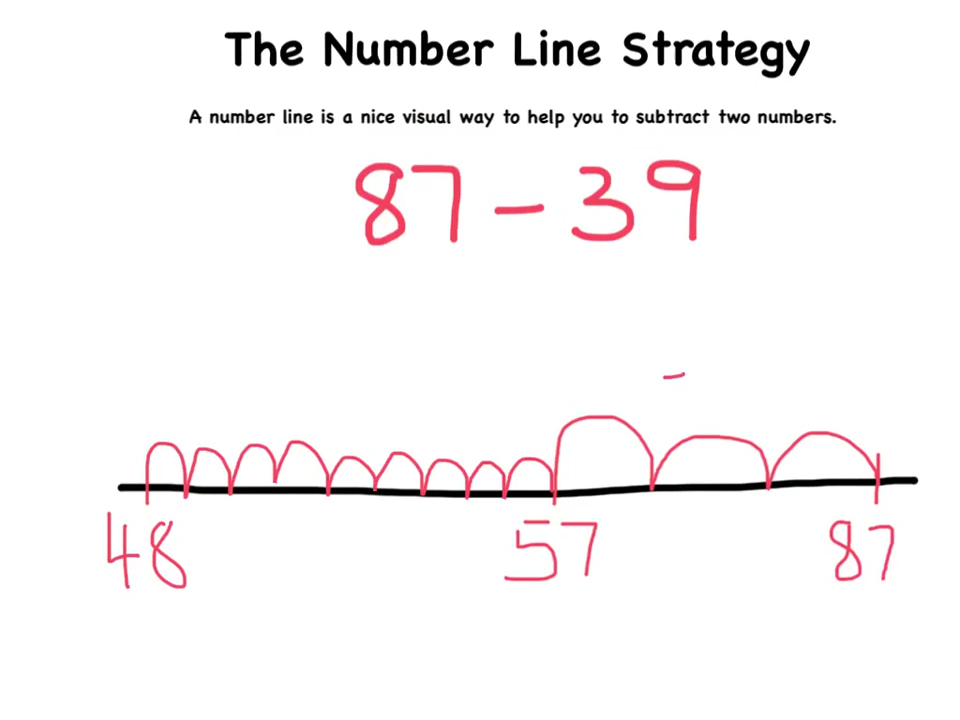 The Number Line Strategy
A number line is a nice visual way to help you to subtract two numbers.
87 - 39
-
48 57 87